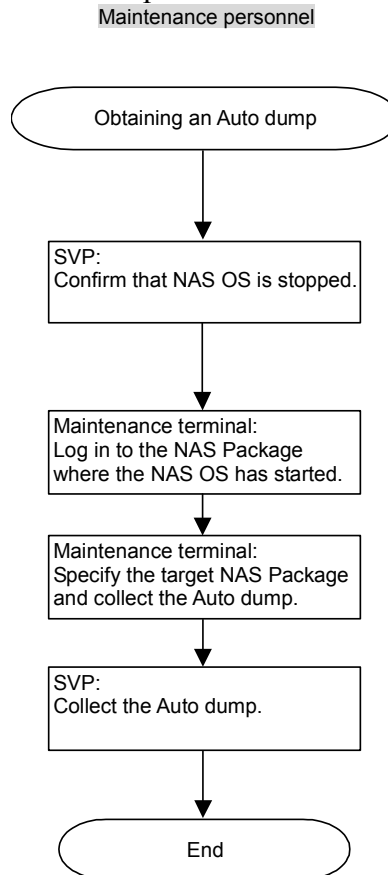 Maintenance personnel
Obtaining an Auto dump
SVP:
Confirm that NAS OS is stopped.
Maintenance terminal:
Log in to the NAS Package
where the NAS OS has started.
Maintenance terminal:
Specify the target NAS Package
and collect the Auto dump.
SVP:
Collect the Auto dump.
End